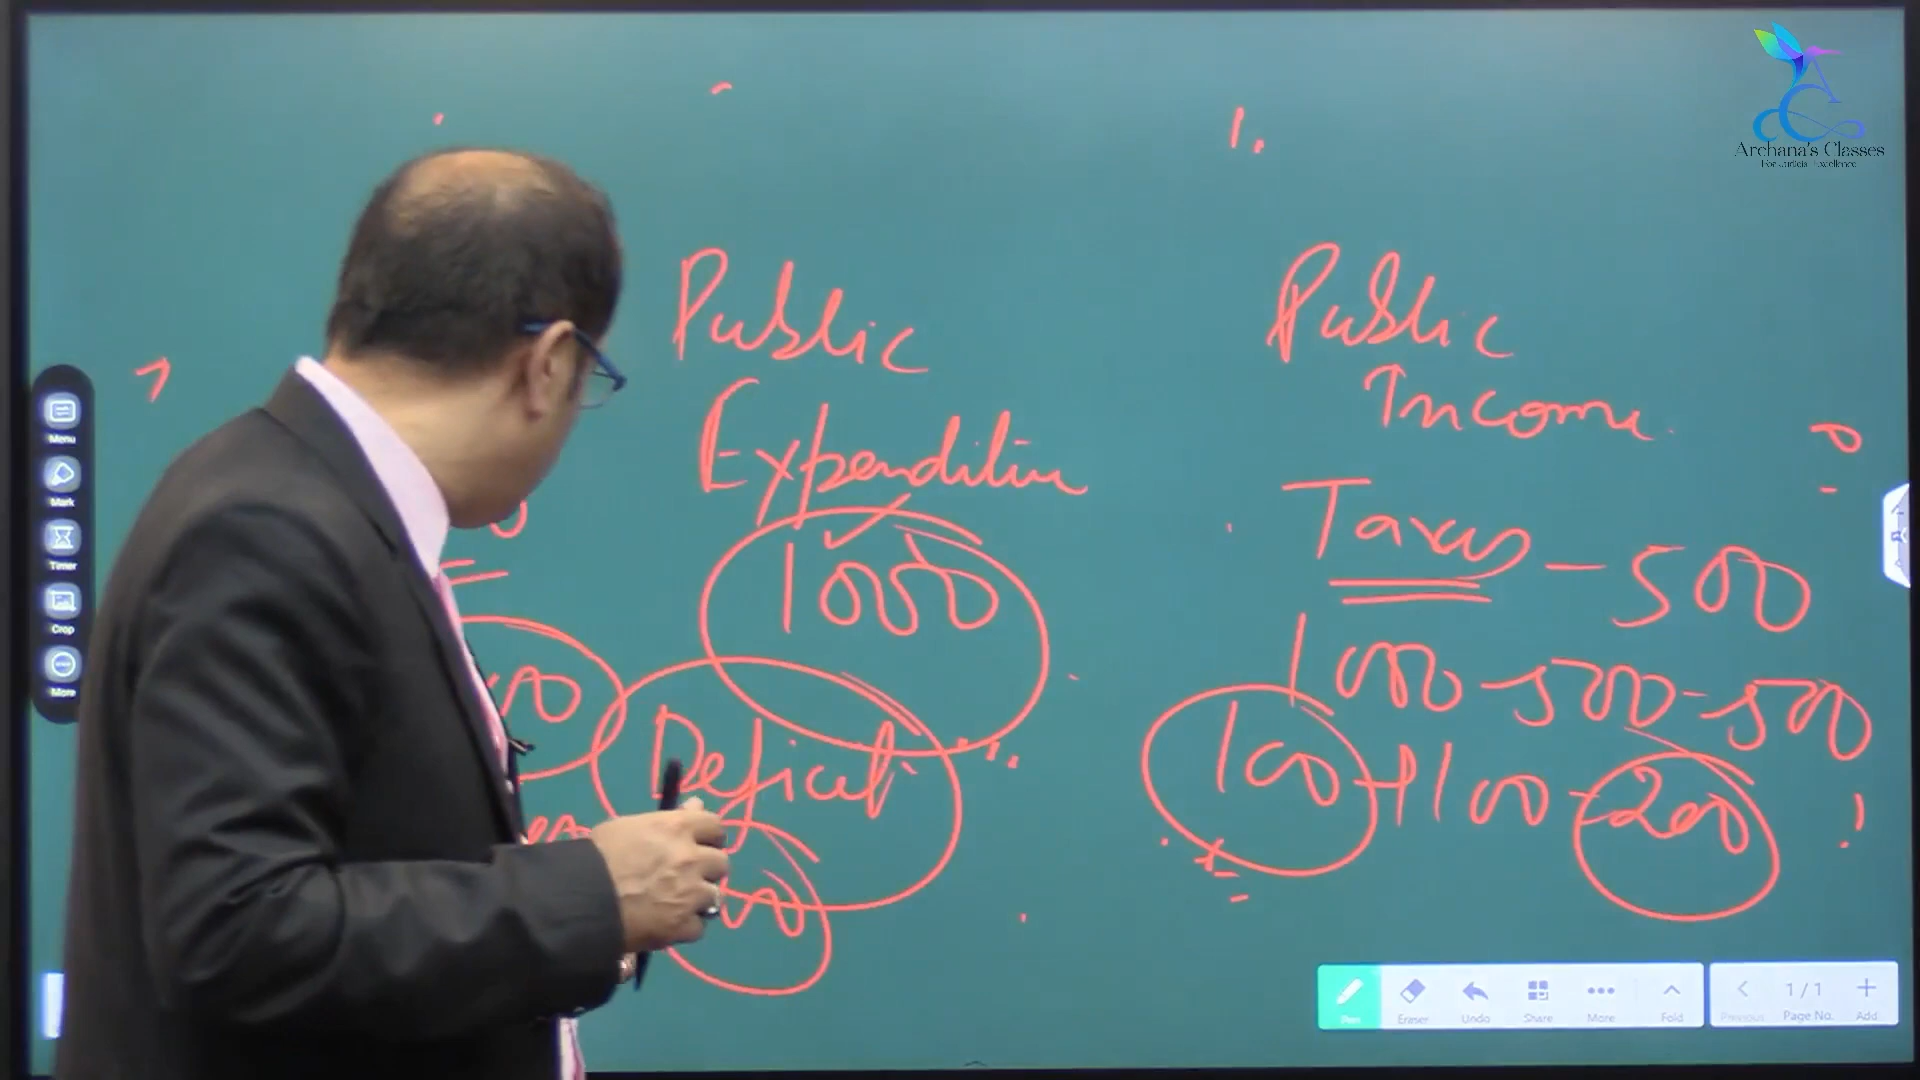 Archana's Classes
1.
Public
Expenditure
1000
Deficit
Public
Income
Taxes - 500
1000 - 500 - 500
100 + 100 - 200
Menu
Mark
Timer
Crop
More
Pen
Eraser
Undo
Share
More
Fold
Previous
1/1
Page No.
Add